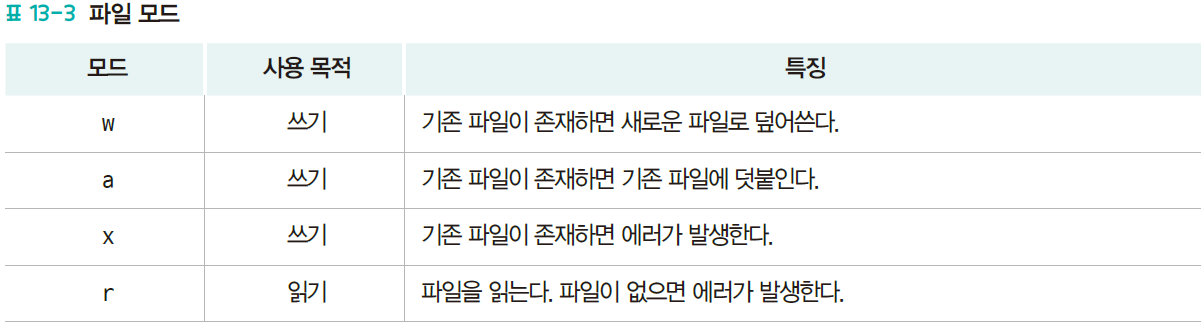 표 13-3 파일 모드
모드 사용 목적 특징
w 쓰기 기존 파일이 존재하면 새로운 파일로 덮어쓴다.
a 쓰기 기존 파일이 존재하면 기존 파일에 덧붙인다.
x 쓰기 기존 파일이 존재하면 에러가 발생한다.
r 읽기 파일을 읽는다. 파일이 없으면 에러가 발생한다.